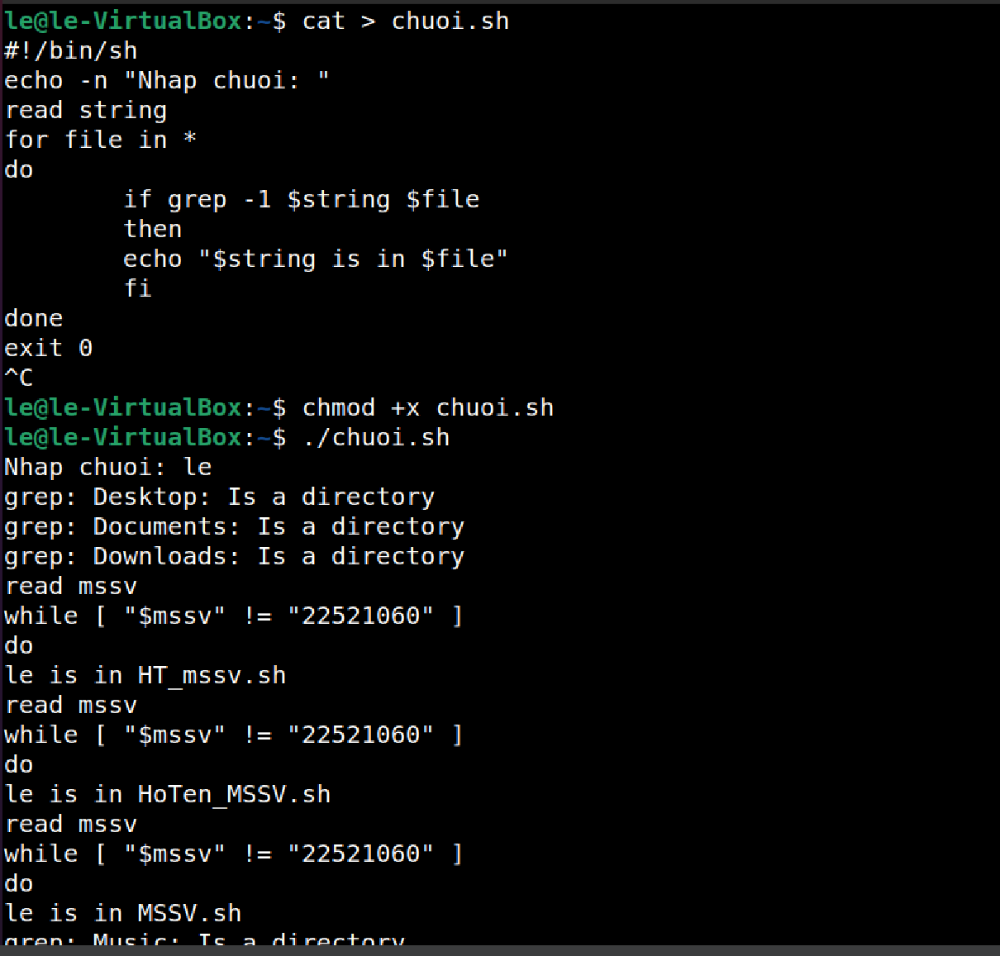 le@le-VirtualBox:~$ cat > chuoi.sh
#!/bin/sh
echo -n "Nhap chuoi: "
read string
for file in *
do
        if grep -1 $string $file
        then
        echo "$string is in $file"
        fi
done
exit 0
^C
le@le-VirtualBox:~$ chmod +x chuoi.sh
le@le-VirtualBox:~$ ./chuoi.sh
Nhap chuoi: le
grep: Desktop: Is a directory
grep: Documents: Is a directory
grep: Downloads: Is a directory
read mssv
while [ "$mssv" != "22521060" ]
do
le is in HT_mssv.sh
read mssv
while [ "$mssv" != "22521060" ]
do
le is in HoTen_MSSV.sh
read mssv
while [ "$mssv" != "22521060" ]
do
le is in MSSV.sh
grep: Music: Is a directory